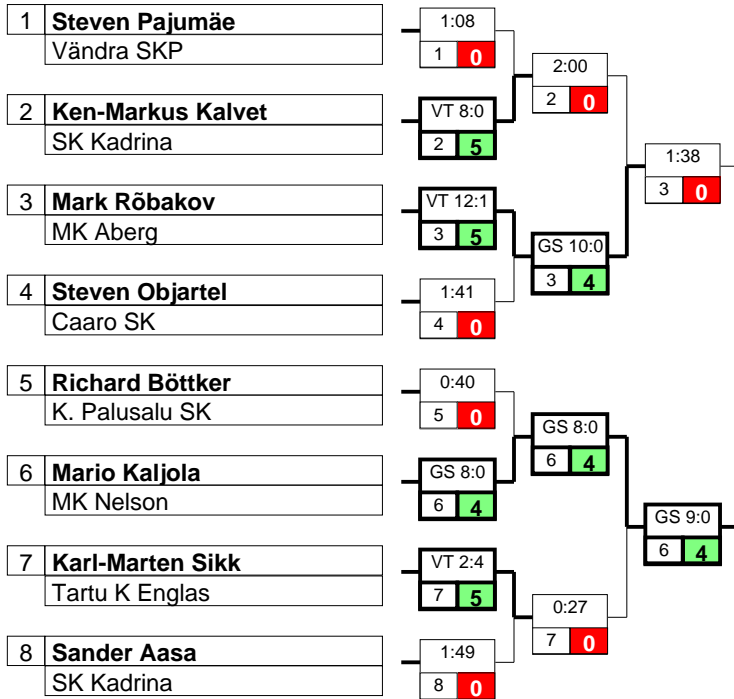 1 Steven Pajumäe
Vändra SKP
1:08
1 0
2:00
2 0
2 Ken-Markus Kalvet
SK Kadrina
VT 8:0
2 5
1:38
3 0
3 Mark Rõbakov
MK Aberg
VT 12:1
3 5
GS 10:0
3 4
4 Steven Objartel
Caaro SK
1:41
4 0
5 Richard Böttker
K. Palusalu SK
0:40
5 0
GS 8:0
6 4
6 Mario Kaljola
MK Nelson
GS 8:0
6 4
GS 9:0
6 4
7 Karl-Marten Sikk
Tartu K Englas
VT 2:4
7 5
0:27
7 0
8 Sander Aasa
SK Kadrina
1:49
8 0